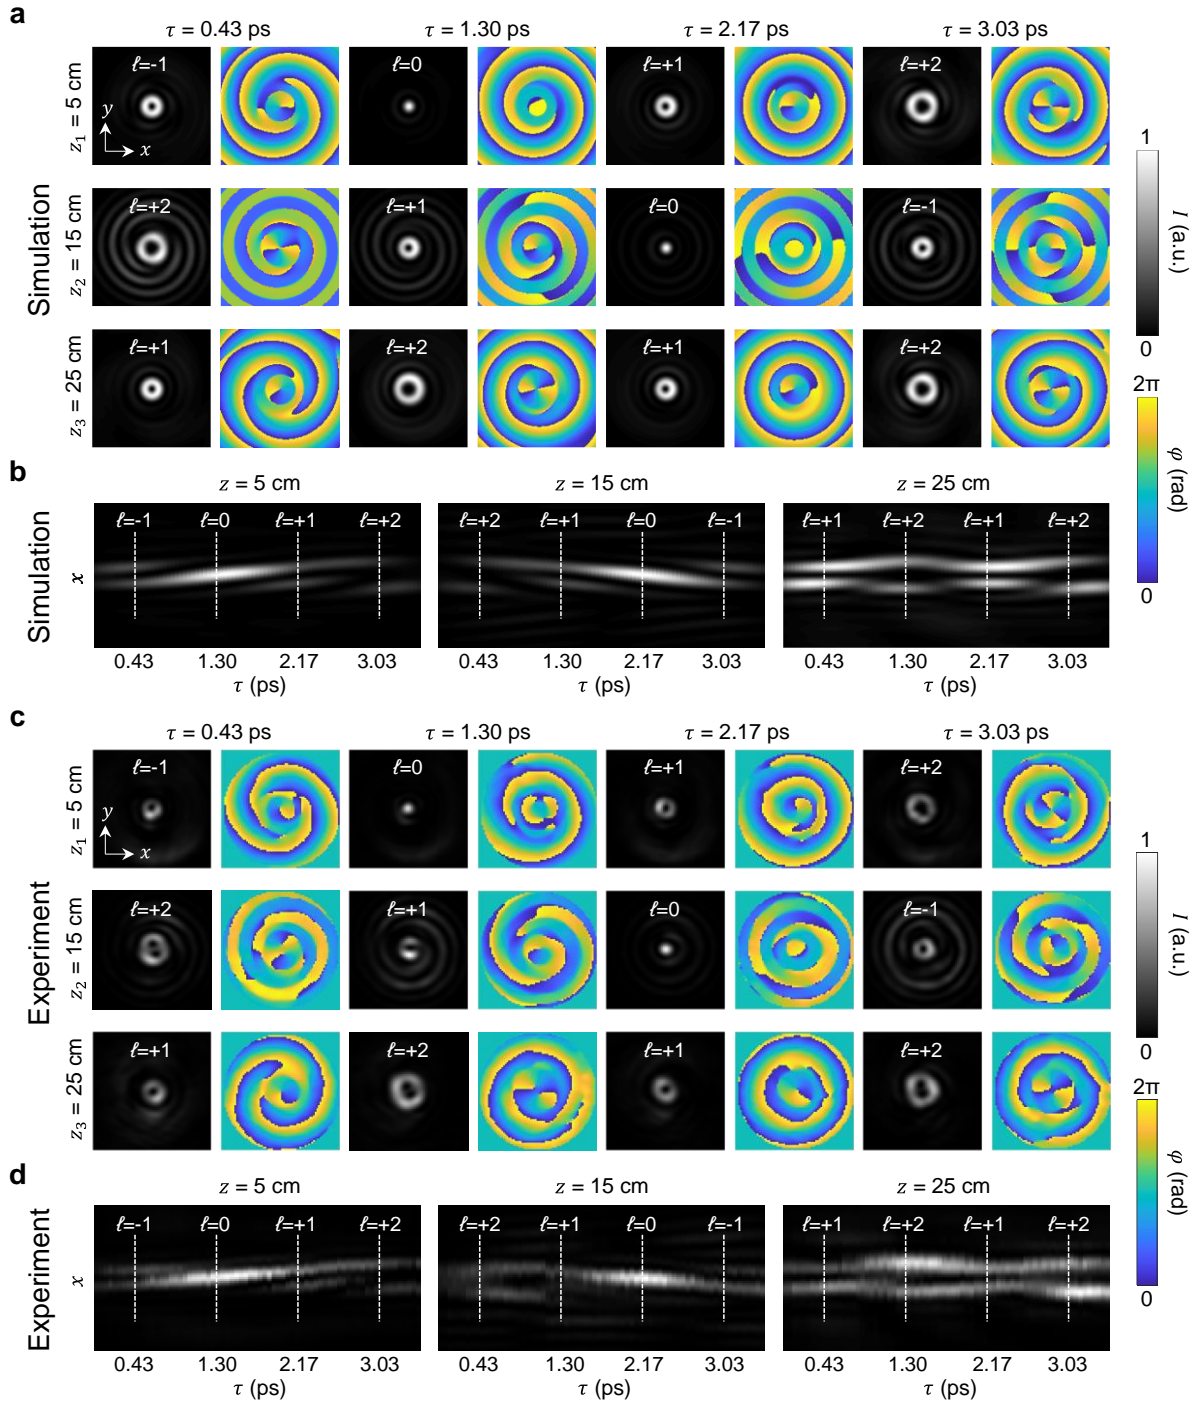 a
τ = 0.43 ps τ = 1.30 ps τ = 2.17 ps τ = 3.03 ps
Simulation
z₁ = 5 cm
ℓ=-1 ℓ=0 ℓ=+1 ℓ=+2
y
x
z₂ = 15 cm
ℓ=+2 ℓ=+1 ℓ=0 ℓ=-1
z₃ = 25 cm
ℓ=+1 ℓ=+2 ℓ=+1 ℓ=+2
1
I (a.u.)
0
2π
φ (rad)
0
b
z = 5 cm z = 15 cm z = 25 cm
Simulation
x
ℓ=-1 ℓ=0 ℓ=+1 ℓ=+2 ℓ=+2 ℓ=+1 ℓ=0 ℓ=-1 ℓ=+1 ℓ=+2 ℓ=+1 ℓ=+2
0.43 1.30 2.17 3.03 0.43 1.30 2.17 3.03 0.43 1.30 2.17 3.03
τ (ps) τ (ps) τ (ps)
c
τ = 0.43 ps τ = 1.30 ps τ = 2.17 ps τ = 3.03 ps
Experiment
z₁ = 5 cm
ℓ=-1 ℓ=0 ℓ=+1 ℓ=+2
y
x
z₂ = 15 cm
ℓ=+2 ℓ=+1 ℓ=0 ℓ=-1
z₃ = 25 cm
ℓ=+1 ℓ=+2 ℓ=+1 ℓ=+2
1
I (a.u.)
0
2π
φ (rad)
0
d
z = 5 cm z = 15 cm z = 25 cm
Experiment
x
ℓ=-1 ℓ=0 ℓ=+1 ℓ=+2 ℓ=+2 ℓ=+1 ℓ=0 ℓ=-1 ℓ=+1 ℓ=+2 ℓ=+1 ℓ=+2
0.43 1.30 2.17 3.03 0.43 1.30 2.17 3.03 0.43 1.30 2.17 3.03
τ (ps) τ (ps) τ (ps)